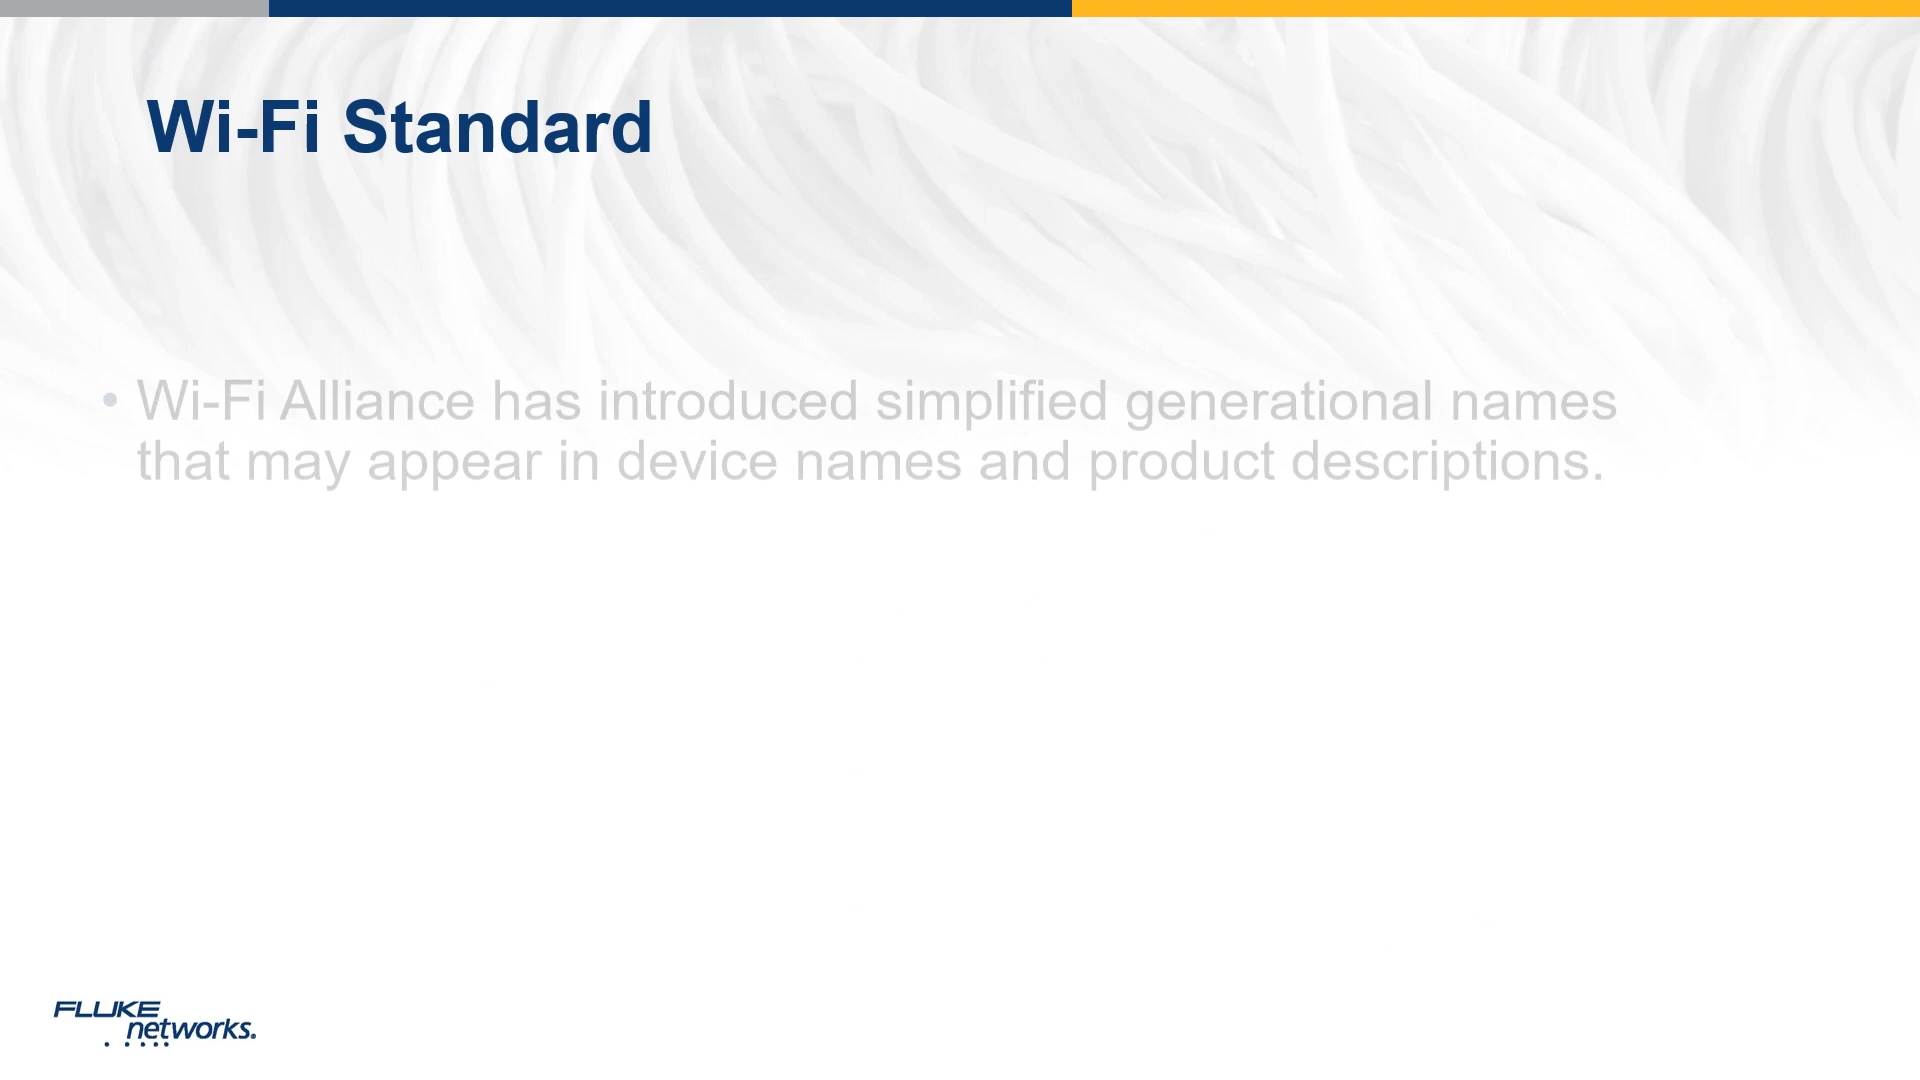 Wi-Fi Standard
• Wi-Fi Alliance has introduced simplified generational names
that may appear in device names and product descriptions.
FLUKE
networks®